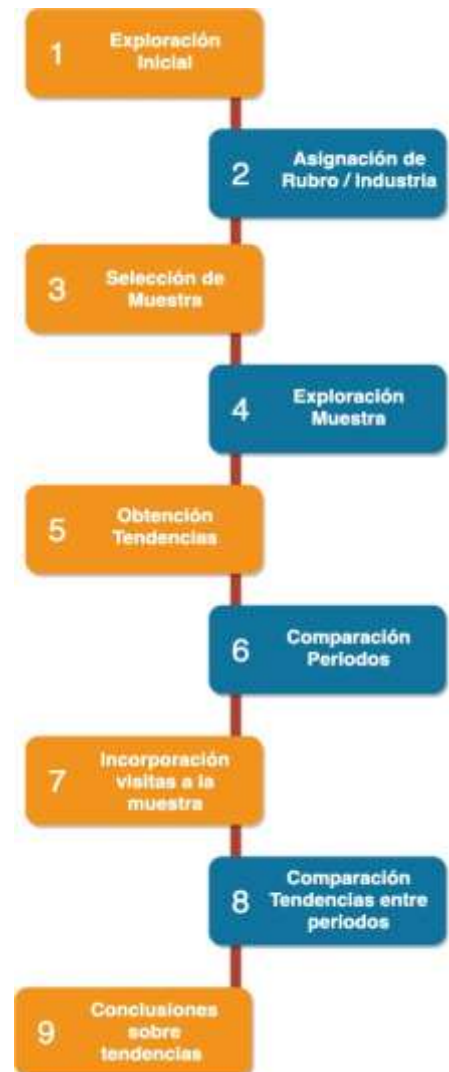 1
Exploración
Inicial
2
Asignación de
Rubro / Industria
3
Selección de
Muestra
4
Exploración
Muestra
5
Obtención
Tendencias
6
Comparación
Periodos
7
Incorporación
visitas a la
muestra
8
Comparación
Tendencias entre
periodos
9
Conclusiones
sobre
tendencias